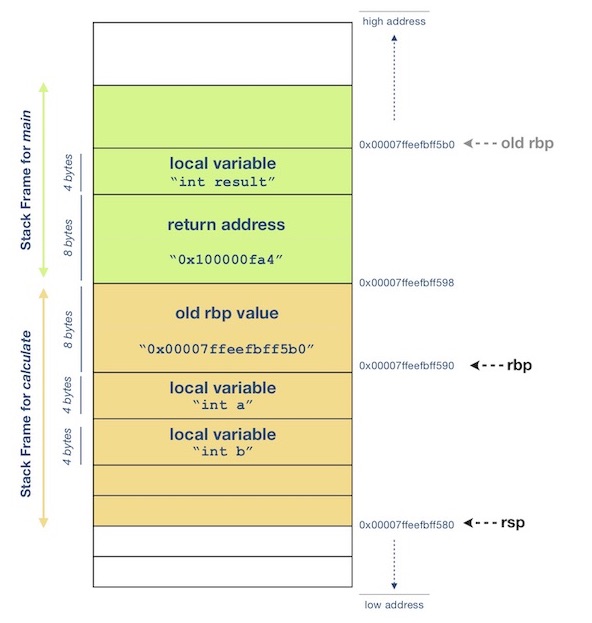 high address
0x00007ffeefbff5b0
old rbp
Stack Frame for main
4 bytes
local variable
“int result”
8 bytes
return address
“0x100000fa4”
0x00007ffeefbff598
Stack Frame for calculate
8 bytes
old rbp value
“0x00007ffeefbff5b0”
0x00007ffeefbff590
rbp
4 bytes
local variable
“int a”
4 bytes
local variable
“int b”
0x00007ffeefbff580
rsp
low address